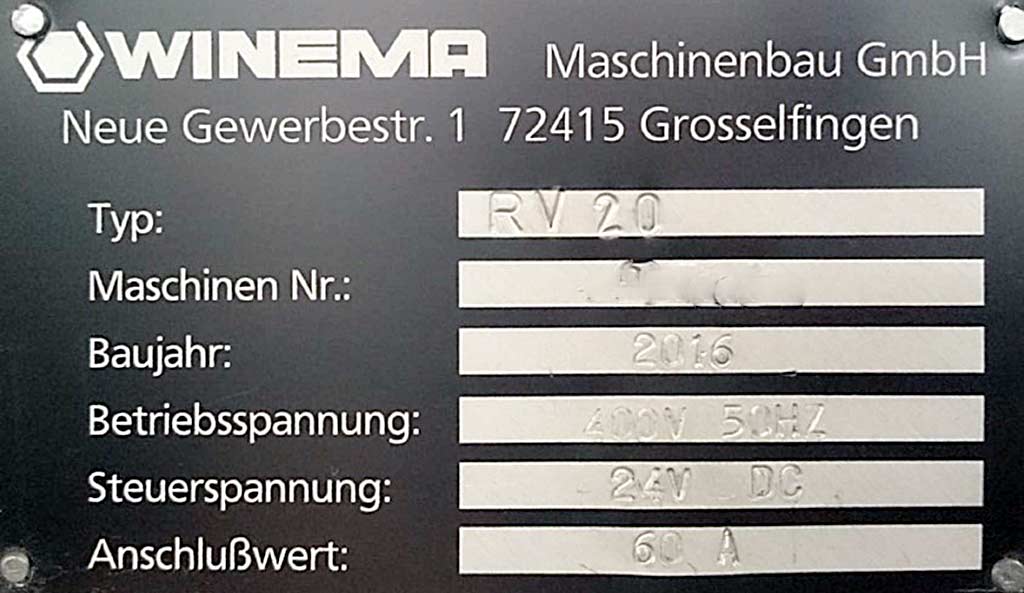 WINEMA Maschinenbau GmbH
Neue Gewerbestr. 1 72415 Grosselfingen
Typ: RV 20
Maschinen Nr.:
Baujahr: 2016
Betriebsspannung: 400V 50HZ
Steuerspannung: 24V DC
Anschlußwert: 60 A